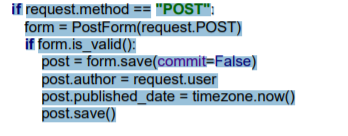 if request.method == "POST":
form = PostForm(request.POST)
if form.is_valid():
post = form.save(commit=False)
post.author = request.user
post.published_date = timezone.now()
post.save()